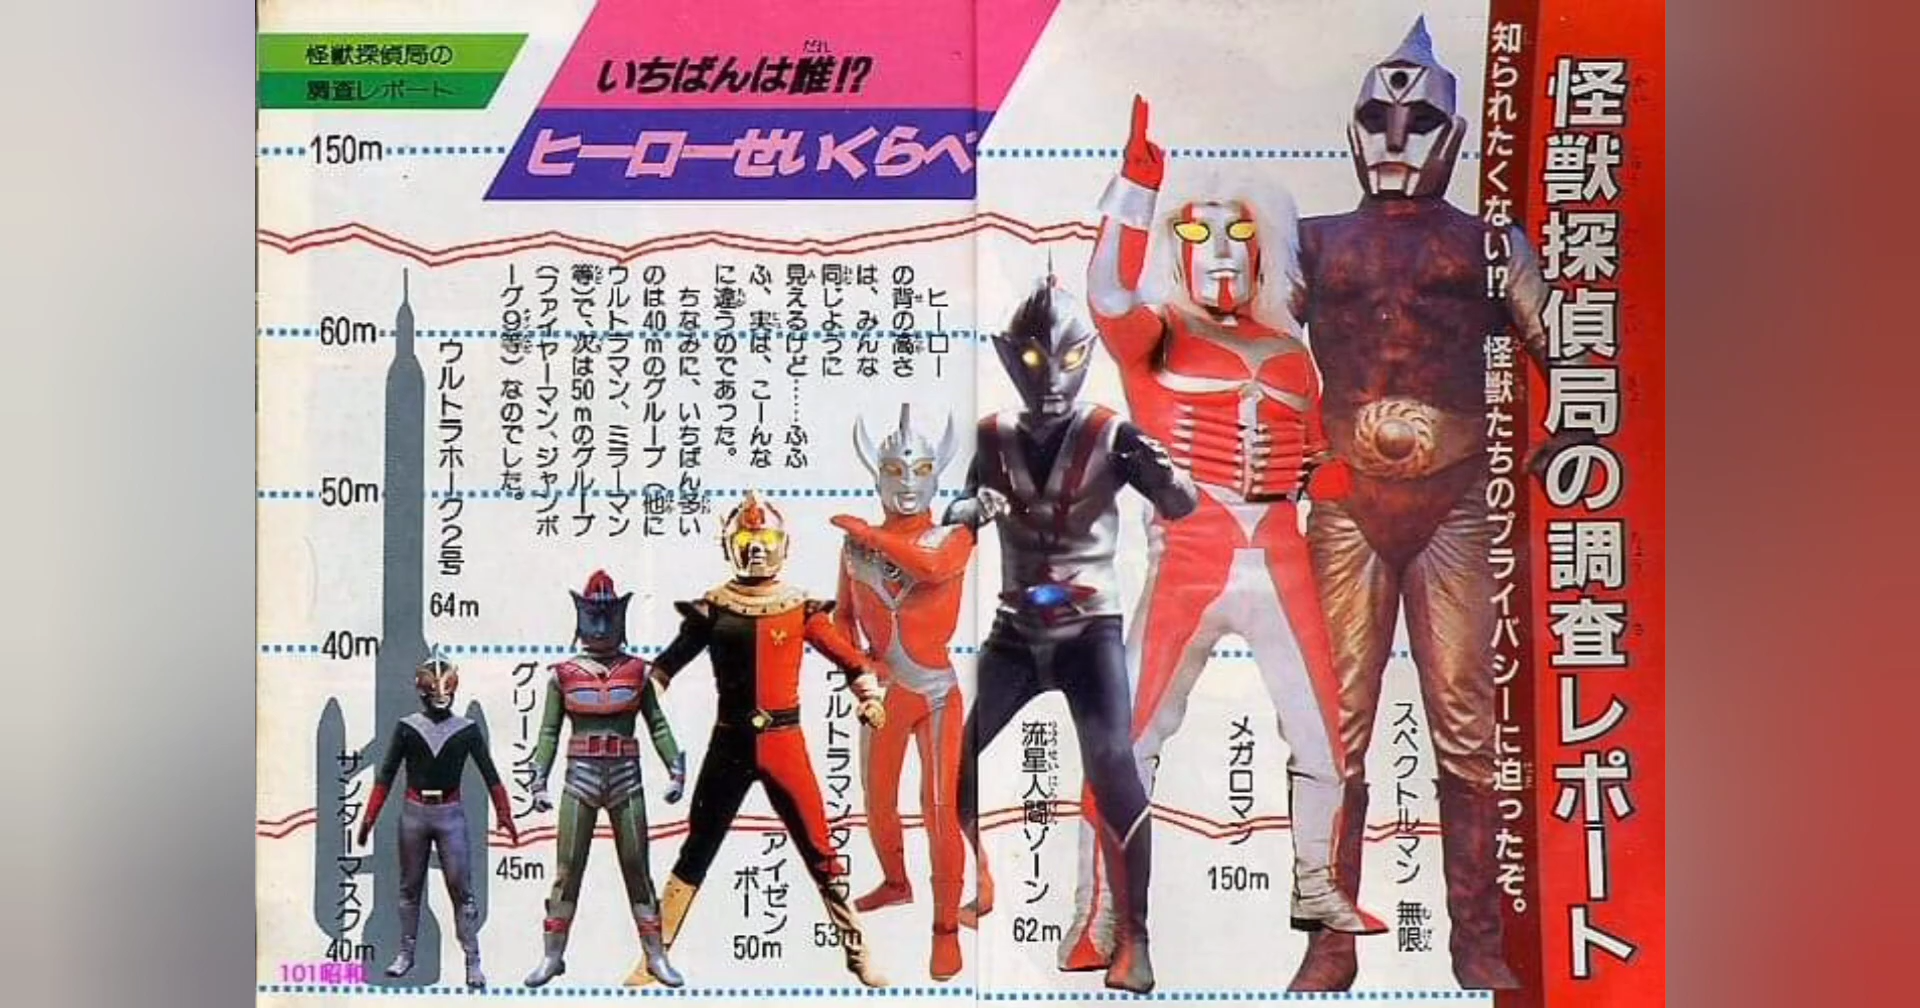 怪獣探偵局の調査レポート
知られたくない!? 怪獣たちのプライバシーに迫ったぞ。
怪獣探偵局の
調査レポート
いちばんは誰!?
ヒーローせいくらべ
150m
60m
50m
40m
ヒーロー
の背の高さ
は、みんな
同じように
見えるけど……ふふ
ふ、実は、こーんな
に違うのであった。
ちなみに、いちばん多い
のは40mのグループ（他に
ウルトラマン、ミラーマン
等）で、次は50mのグループ
（ファイヤーマン、ジャンボ
ーグ9等）なのでした。
スペクトルマン 無限
メガロマン
150m
流星人間ゾーン
62m
ウルトラマンタロウ
53m
アイゼン
ボー
50m
グリーンマン
45m
ウルトラホーク2号
64m
サンダーマスク
40m
101昭和